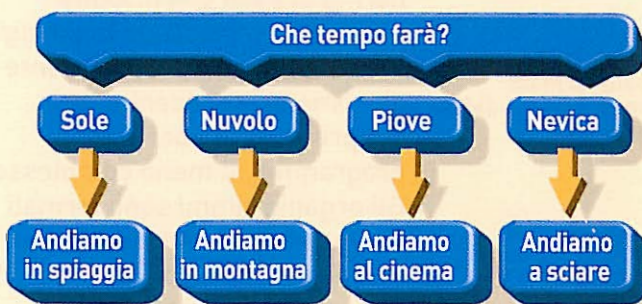 Che tempo farà?
Sole
Nuvolo
Piove
Nevica
Andiamo
in spiaggia
Andiamo
in montagna
Andiamo
al cinema
Andiamo
a sciare